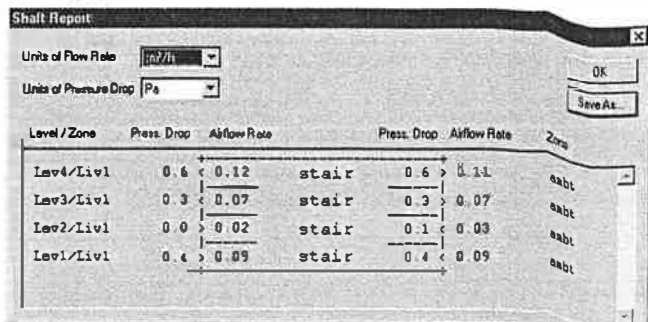 Shaft Report
Units of Flow Rate m³/h
OK
Units of Pressure Drop Pa
Save As...
Level / Zone Press. Drop Airflow Rate Press. Drop Airflow Rate Zone
Lev4/Liv1 0.6 < 0.12 stair 0.6 > 0.11 ambt
Lev3/Liv1 0.3 < 0.07 stair 0.3 > 0.07 ambt
Lev2/Liv1 0.0 > 0.02 stair 0.1 < 0.03 ambt
Lev1/Liv1 0.4 > 0.09 stair 0.4 < 0.09 ambt